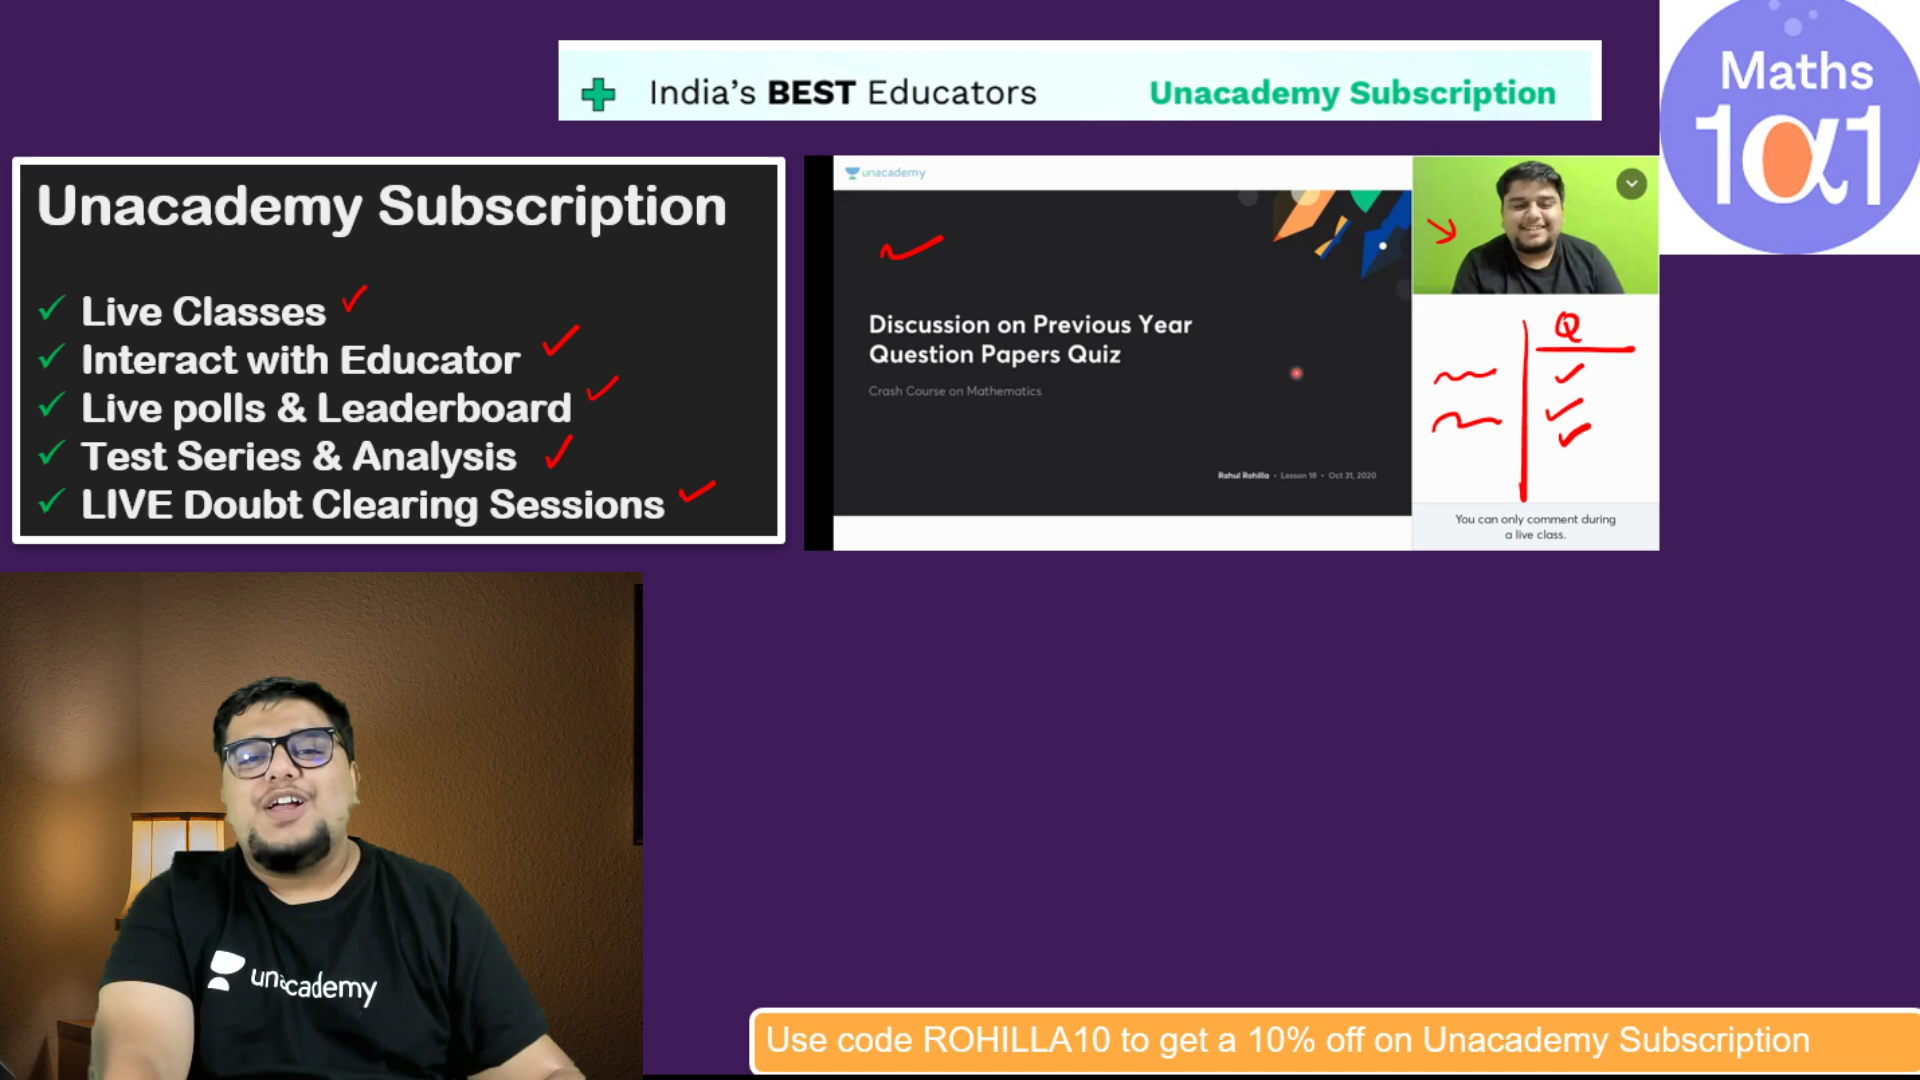 India's BEST Educators
Unacademy Subscription
Maths
1α1
Unacademy Subscription
Live Classes
Interact with Educator
Live polls & Leaderboard
Test Series & Analysis
LIVE Doubt Clearing Sessions
unacademy
Discussion on Previous Year
Question Papers Quiz
Crash Course on Mathematics
Rahul Rohilla • Lesson 18 • Oct 31, 2020
Q
You can only comment during
a live class.
unacademy
Use code ROHILLA10 to get a 10% off on Unacademy Subscription